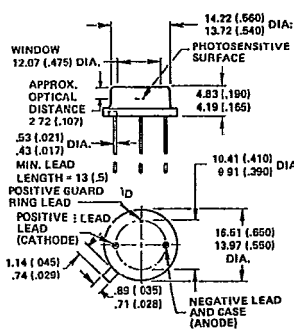 14.22 (.560)
13.72 (.540) DIA.
WINDOW
12.07 (.475) DIA.
PHOTOSENSITIVE
SURFACE
APPROX.
OPTICAL
DISTANCE
2 72 (.107)
4.83 (.190)
4.19 (.165)
.53 (.021)
.43 (.017) DIA.
MIN. LEAD
LENGTH = 13 (.5)
10.41 (.410)
9 91 (.390) DIA.
POSITIVE GUARD
RING LEAD
POSITIVE LEAD
LEAD
(CATHODE)
16.51 (.650)
13.97 (.550)
DIA.
1.14 (045)
.74 (.029)
.89 (035)
.71 (.028)
NEGATIVE LEAD
AND CASE
(ANODE)